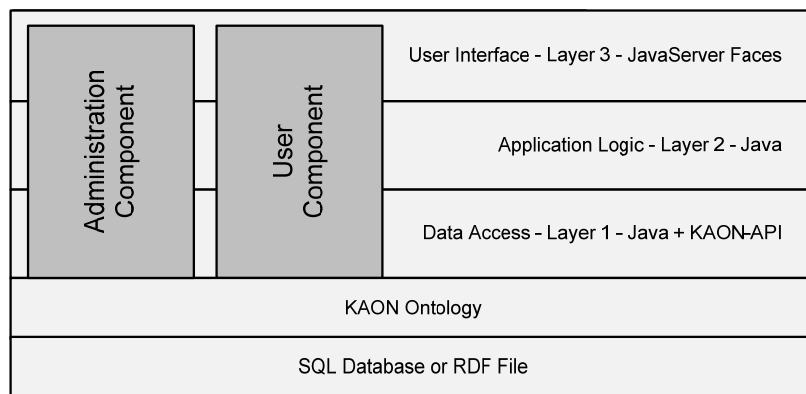 Administration
Component
User
Component
User Interface - Layer 3 - JavaServer Faces
Application Logic - Layer 2 - Java
Data Access - Layer 1 - Java + KAON-API
KAON Ontology
SQL Database or RDF File